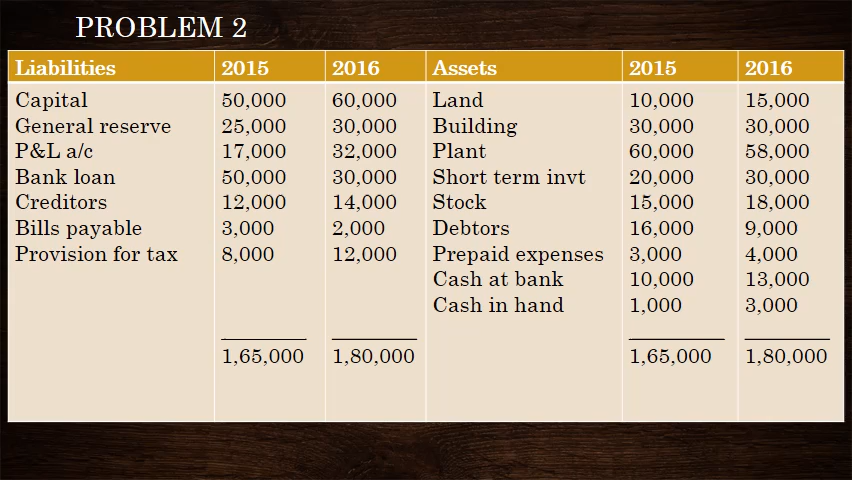 PROBLEM 2
Liabilities 2015 2016 Assets 2015 2016
Capital 50,000 60,000 Land 10,000 15,000
General reserve 25,000 30,000 Building 30,000 30,000
P&L a/c 17,000 32,000 Plant 60,000 58,000
Bank loan 50,000 30,000 Short term invt 20,000 30,000
Creditors 12,000 14,000 Stock 15,000 18,000
Bills payable 3,000 2,000 Debtors 16,000 9,000
Provision for tax 8,000 12,000 Prepaid expenses 3,000 4,000
Cash at bank 10,000 13,000
Cash in hand 1,000 3,000
1,65,000 1,80,000 1,65,000 1,80,000